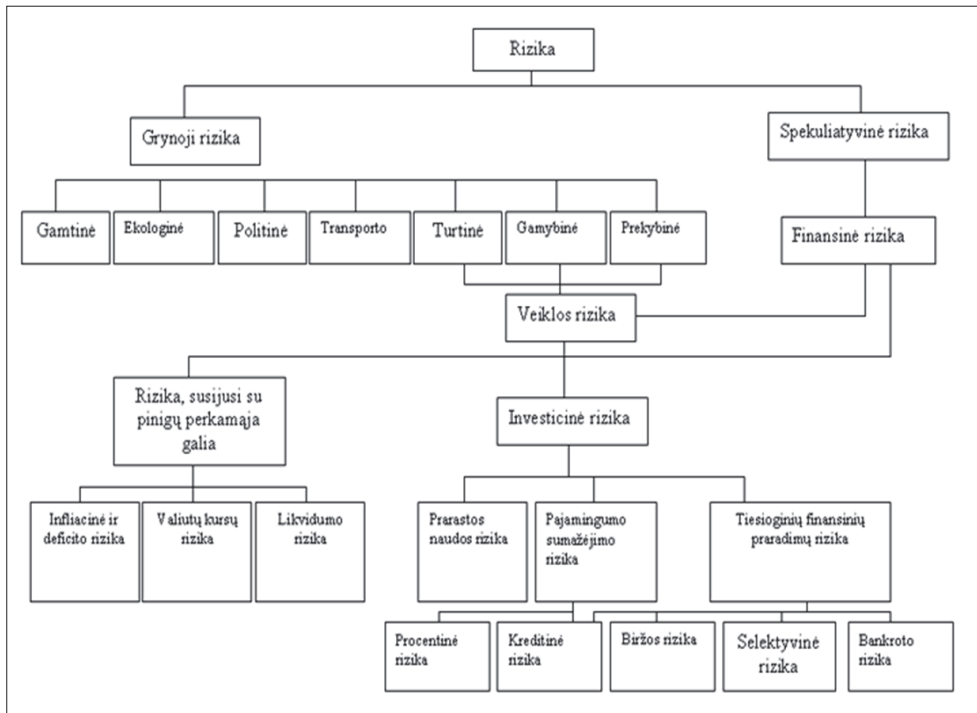 Rizika
Grynoji rizika
Spekuliatyvinė rizika
Gamtinė
Ekologinė
Politinė
Transporto
Turtinė
Gamybinė
Prekybinė
Finansinė rizika
Veiklos rizika
Rizika, susijusi su
pinigų perkamąja
galia
Investicinė rizika
Infliacinė ir
deficito rizika
Valiutų kursų
rizika
Likvidumo
rizika
Prarastos
naudos rizika
Pajamingumo
sumažėjimo
rizika
Tiesioginių finansinių
praradimų rizika
Procentinė
rizika
Kreditinė
rizika
Biržos rizika
Selektyvinė
rizika
Bankroto
rizika